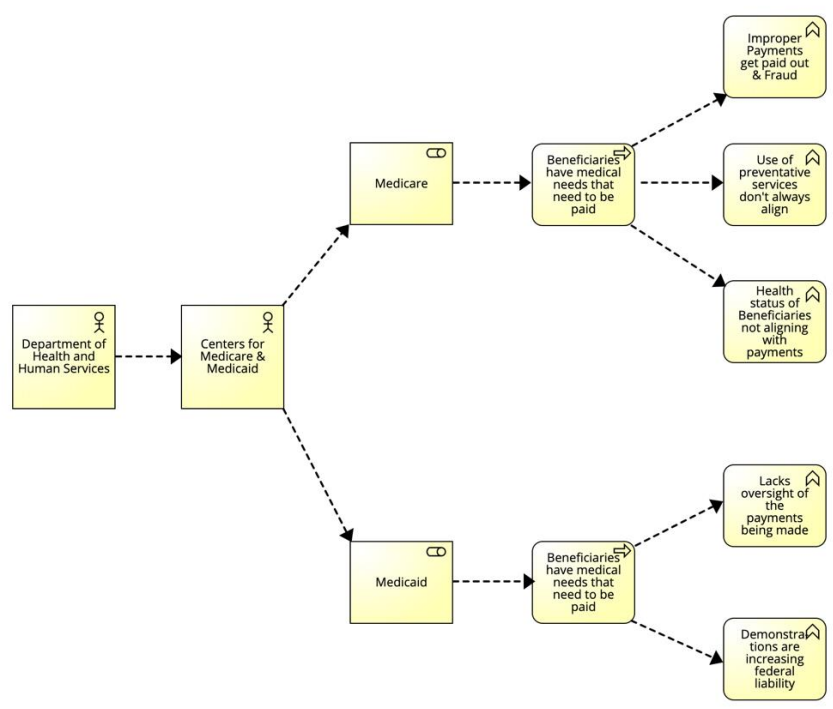 Department of
Health and
Human Services
Centers for
Medicare &
Medicaid
Medicare
Beneficiaries
have medical
needs that
need to be
paid
Improper
Payments
get paid out
& Fraud
Use of
preventative
services
don't always
align
Health
status of
Beneficiaries
not aligning
with
payments
Medicaid
Beneficiaries
have medical
needs that
need to be
paid
Lacks
oversight of
the
payments
being made
Demonstra
tions are
increasing
federal
liability